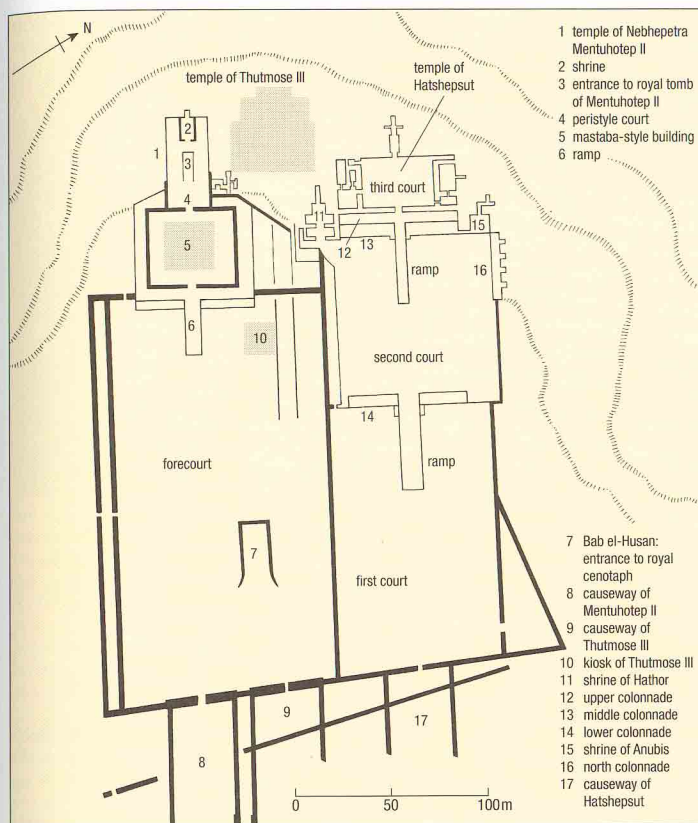 N
temple of Thutmose III
temple of
Hatshepsut
1 temple of Nebhepetra
Mentuhotep II
2 shrine
3 entrance to royal tomb
of Mentuhotep II
4 peristyle court
5 mastaba-style building
6 ramp
2
1
3
4
third court
11
15
12
13
5
ramp
16
6
10
second court
14
forecourt
ramp
7
first court
7 Bab el-Husan:
entrance to royal
cenotaph
8 causeway of
Mentuhotep II
9 causeway of
Thutmose III
10 kiosk of Thutmose III
11 shrine of Hathor
12 upper colonnade
13 middle colonnade
14 lower colonnade
15 shrine of Anubis
16 north colonnade
17 causeway of
Hatshepsut
9
17
8
0 50 100m